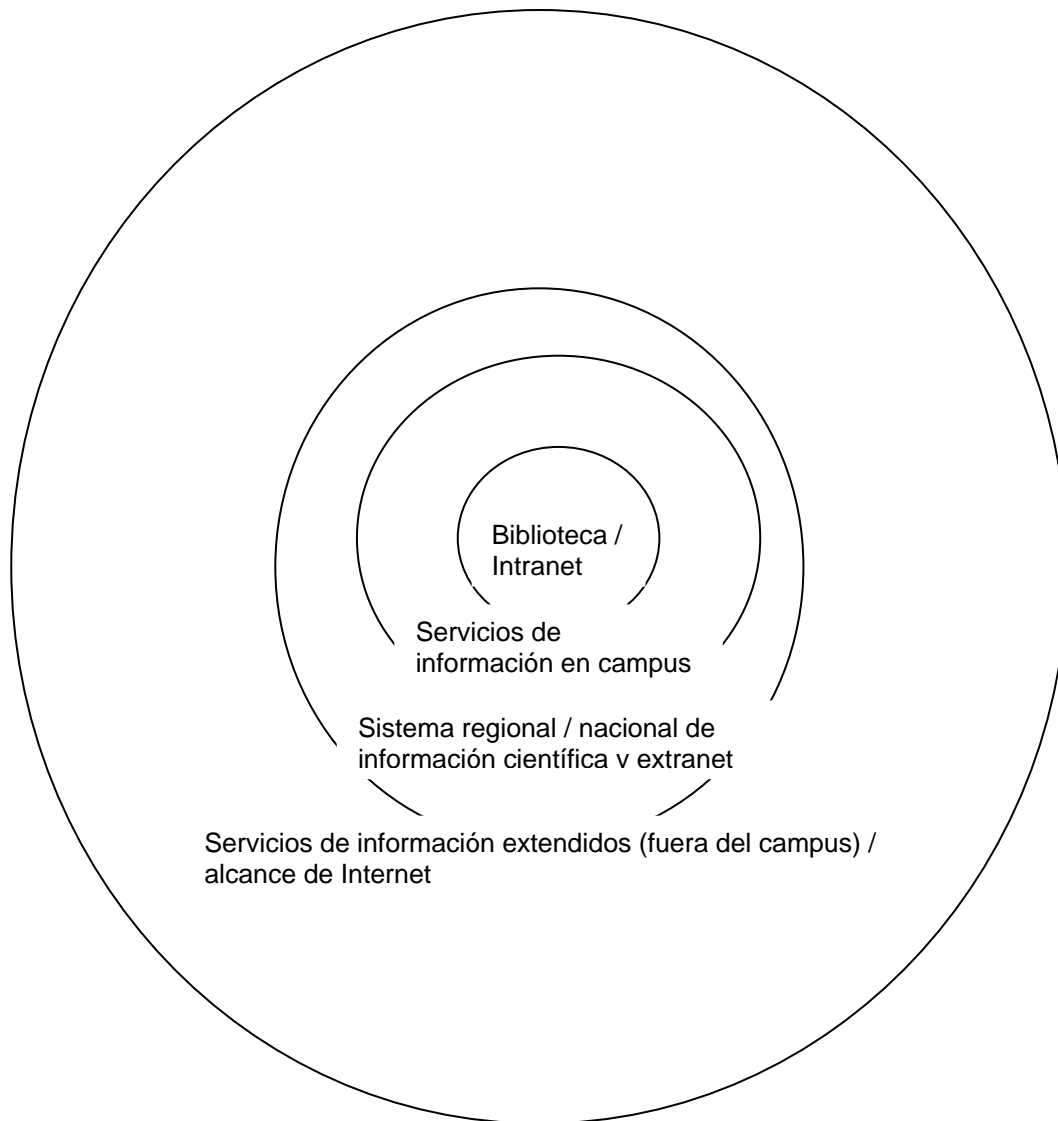 Biblioteca /
Intranet
Servicios de
información en campus
Sistema regional / nacional de
información científica y extranet
Servicios de información extendidos (fuera del campus) /
alcance de Internet